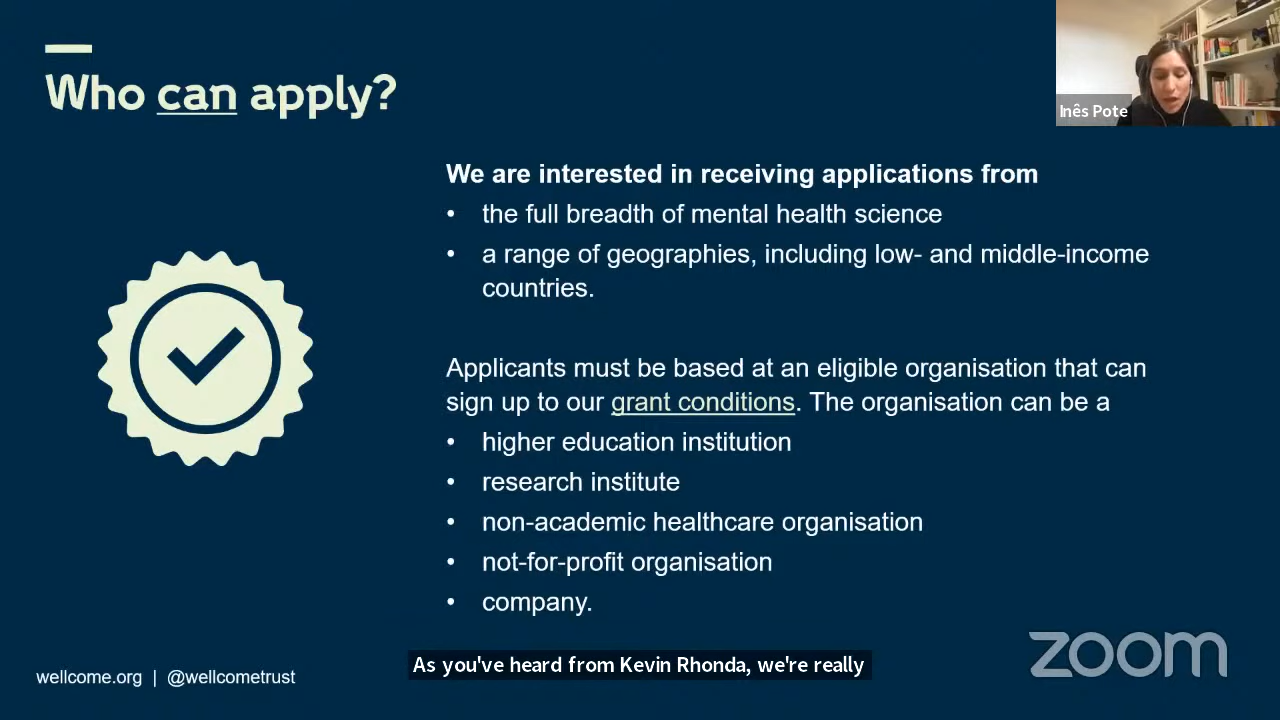 Who can apply?
Inês Pote
We are interested in receiving applications from
• the full breadth of mental health science
• a range of geographies, including low- and middle-income
countries.
Applicants must be based at an eligible organisation that can
sign up to our grant conditions. The organisation can be a
• higher education institution
• research institute
• non-academic healthcare organisation
• not-for-profit organisation
• company.
As you've heard from Kevin Rhonda, we're really
wellcome.org | @wellcometrust
zoom